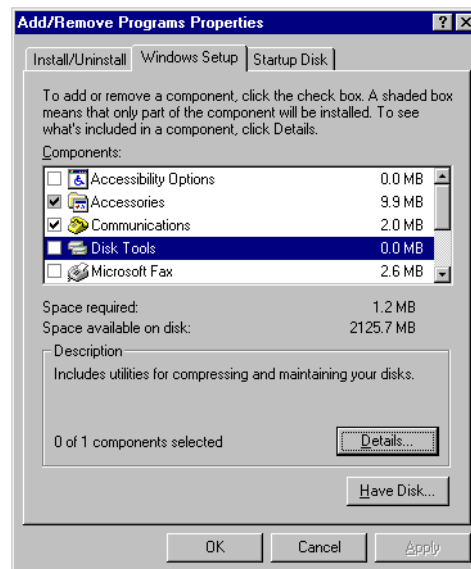 Add/Remove Programs Properties
Install/Uninstall Windows Setup Startup Disk
To add or remove a component, click the check box. A shaded box
means that only part of the component will be installed. To see
what's included in a component, click Details.
Components:
Accessibility Options 0.0 MB
Accessories 9.9 MB
Communications 2.0 MB
Disk Tools 0.0 MB
Microsoft Fax 2.6 MB
Space required: 1.2 MB
Space available on disk: 2125.7 MB
Description
Includes utilities for compressing and maintaining your disks.
0 of 1 components selected Details...
Have Disk...
OK Cancel Apply